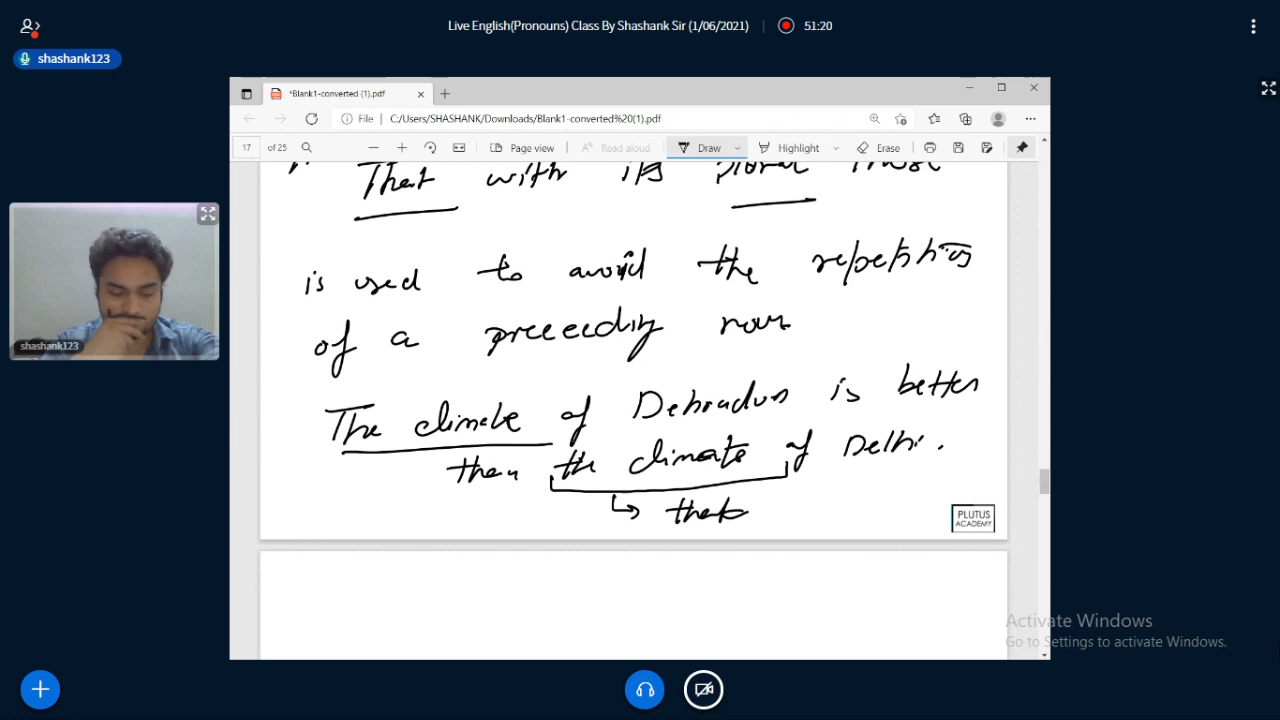 Live English(Pronouns) Class By Shashank Sir (1/06/2021)
51:20
shashank123
*Blank1-converted (1).pdf
File
C:/Users/SHASHANK/Downloads/Blank1-converted%20(1).pdf
17 of 25
Page view
Read aloud
Draw
Highlight
Erase
That with its plural those
is used to avoid the repetition
of a preceeding noun
The climate of Dehradun is better
than the climate of Delhi.
that
PLUTUS
ACADEMY
shashank123
Activate Windows
Go to Settings to activate Windows.